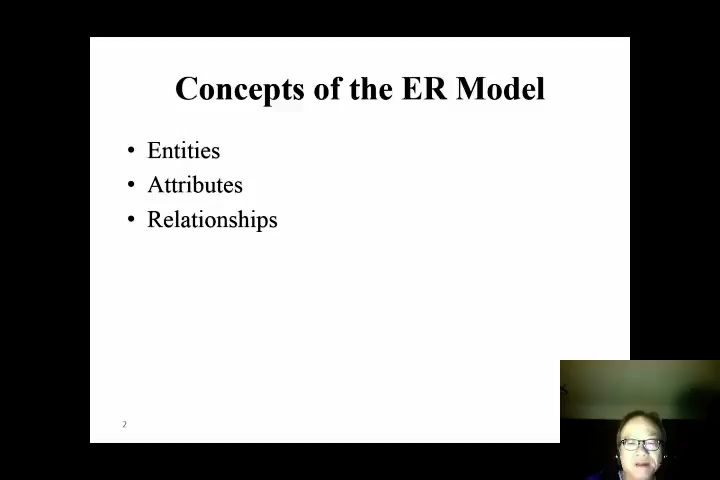 Concepts of the ER Model
• Entities
• Attributes
• Relationships
2